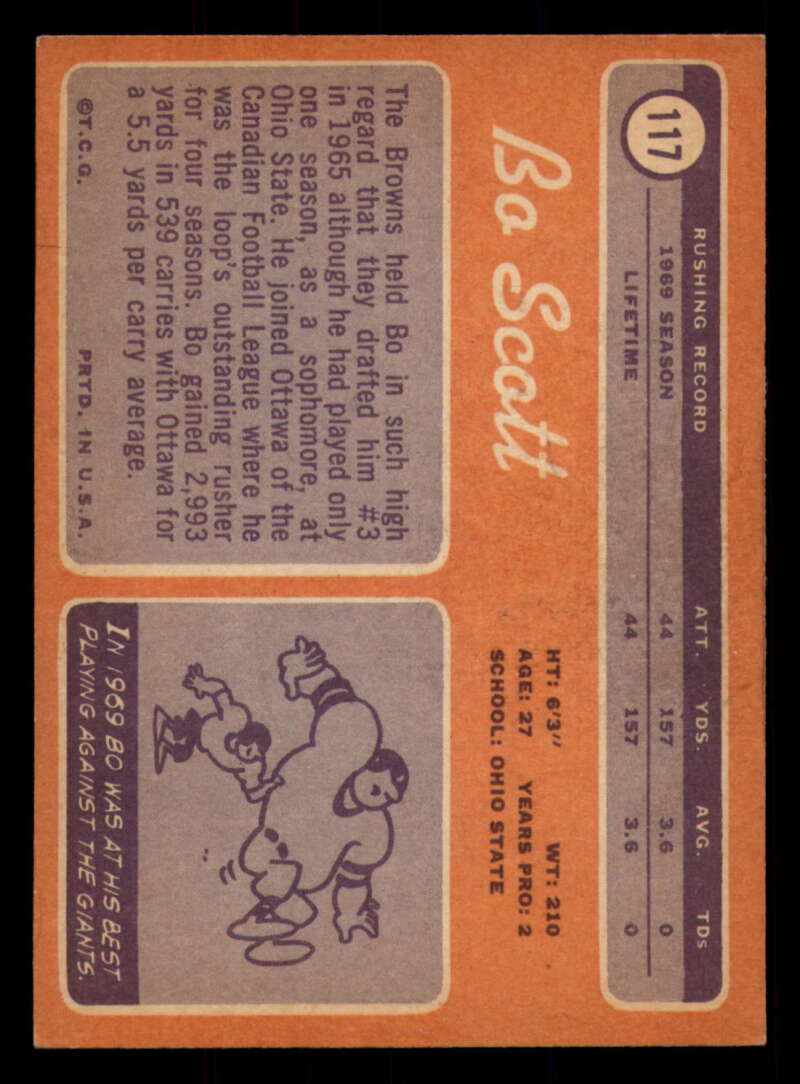 117
RUSHING RECORD ATT. YDS. AVG. TDs
1969 SEASON 44 157 3.6 0
LIFETIME 44 157 3.6 0
Bo Scott
HT: 6'3" WT: 210
AGE: 27 YEARS PRO: 2
SCHOOL: OHIO STATE
The Browns held Bo in such high
regard that they drafted him #3
in 1965 although he had played only
one season, as a sophomore, at
Ohio State. He joined Ottawa of the
Canadian Football League where he
was the loop's outstanding rusher
for four seasons. Bo gained 2,993
yards in 539 carries with Ottawa for
a 5.5 yards per carry average.
©T.C.G. PRTD. IN U.S.A.
IN 1969 BO WAS AT HIS BEST
PLAYING AGAINST THE GIANTS.